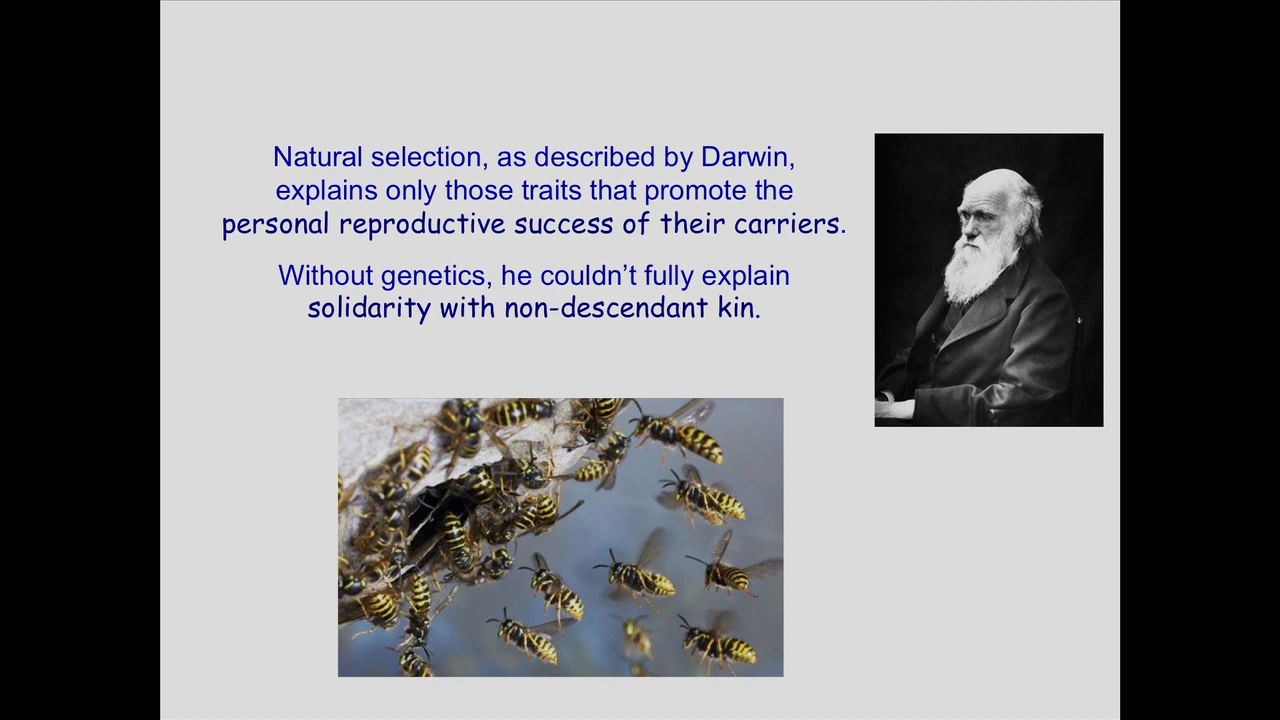 Natural selection, as described by Darwin,
explains only those traits that promote the
personal reproductive success of their carriers.
Without genetics, he couldn’t fully explain
solidarity with non-descendant kin.